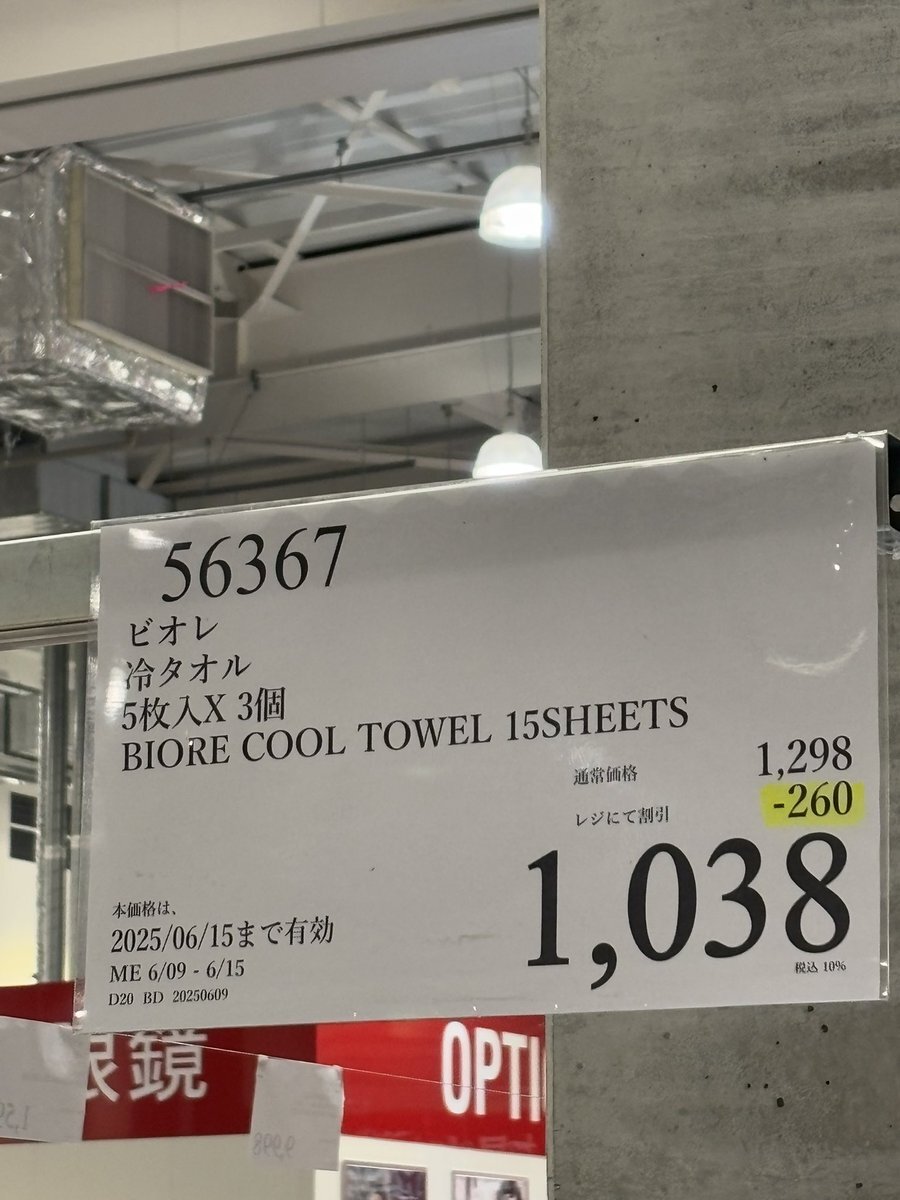 56367
ビオレ
冷タオル
5枚入X 3個
BIORE COOL TOWEL 15SHEETS
通常価格 1,298
レジにて割引 -260
1,038
税込 10%
本価格は、
2025/06/15まで有効
ME 6/09 - 6/15
D20 BD 20250609
眼鏡
OPTI